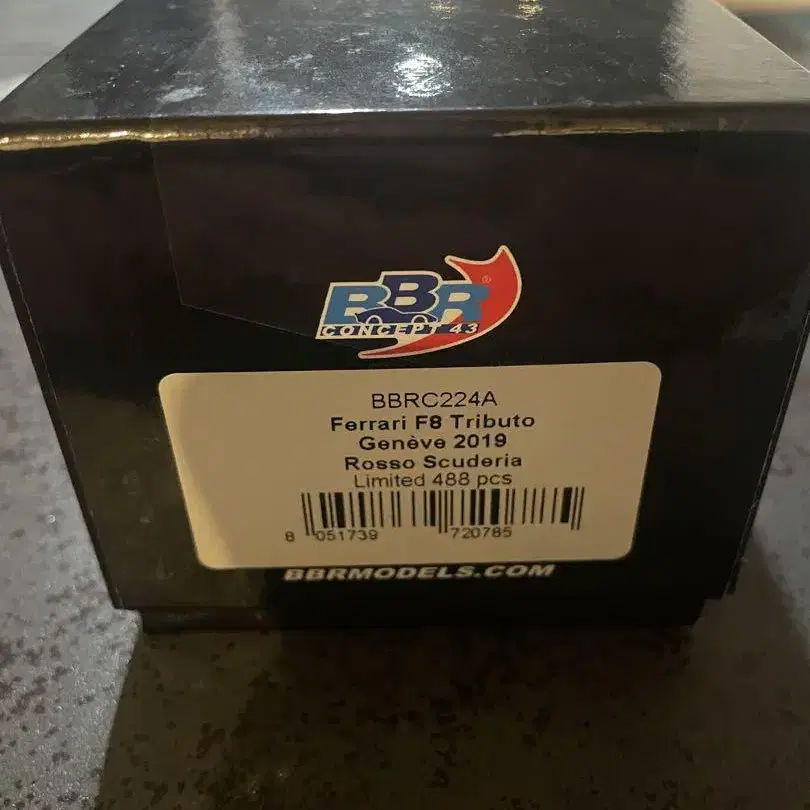 BBR®
CONCEPT 43
BBRC224A
Ferrari F8 Tributo
Genève 2019
Rosso Scuderia
Limited 488 pcs
8 051739 720785
BBRMODELS.COM